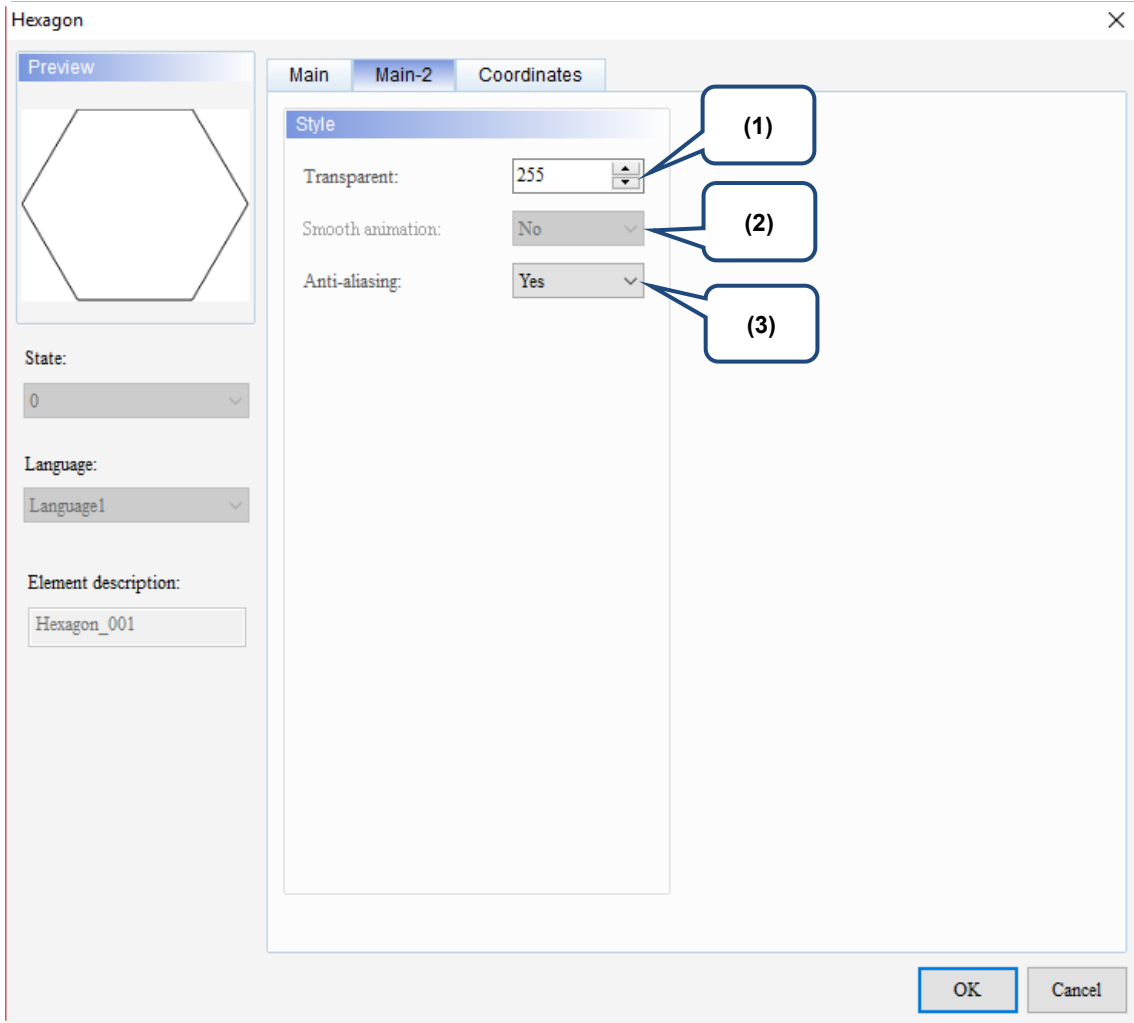 Hexagon
Preview
Main
Main-2
Coordinates
Style
(1)
Transparent:
255
Smooth animation:
No
(2)
Anti-aliasing:
Yes
(3)
State:
0
Language:
Language1
Element description:
Hexagon_001
OK
Cancel